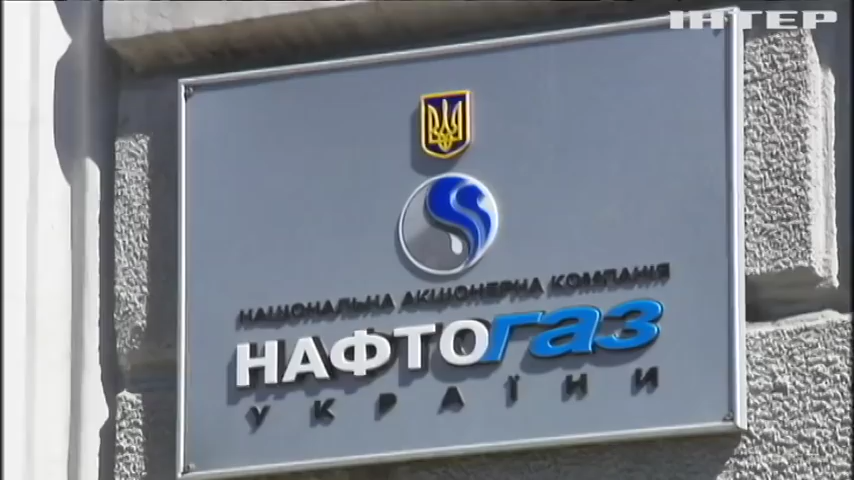 ІНТЕР
НАЦІОНАЛЬНА АКЦІОНЕРНА КОМПАНІЯ
НАФТОгаз
УКРАЇНИ